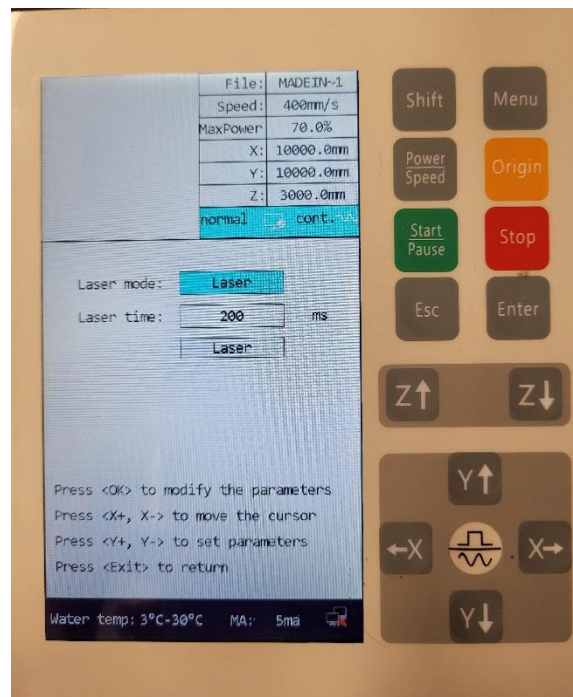 File: MADEIN~1
Speed: 400mm/s
MaxPower 70.0%
X: 10000.0mm
Y: 10000.0mm
Z: 3000.0mm
normal cont.
Laser mode: Laser
Laser time: 200 ms
Laser
Press <OK> to modify the parameters
Press <X+, X-> to move the cursor
Press <Y+, Y-> to set parameters
Press <Exit> to return
Water temp: 3°C-30°C MA: 5ma
Shift Menu
Power
Speed
Origin
Start
Pause
Stop
Esc Enter
Z↑ Z↓
Y↑
←X X→
Y↓